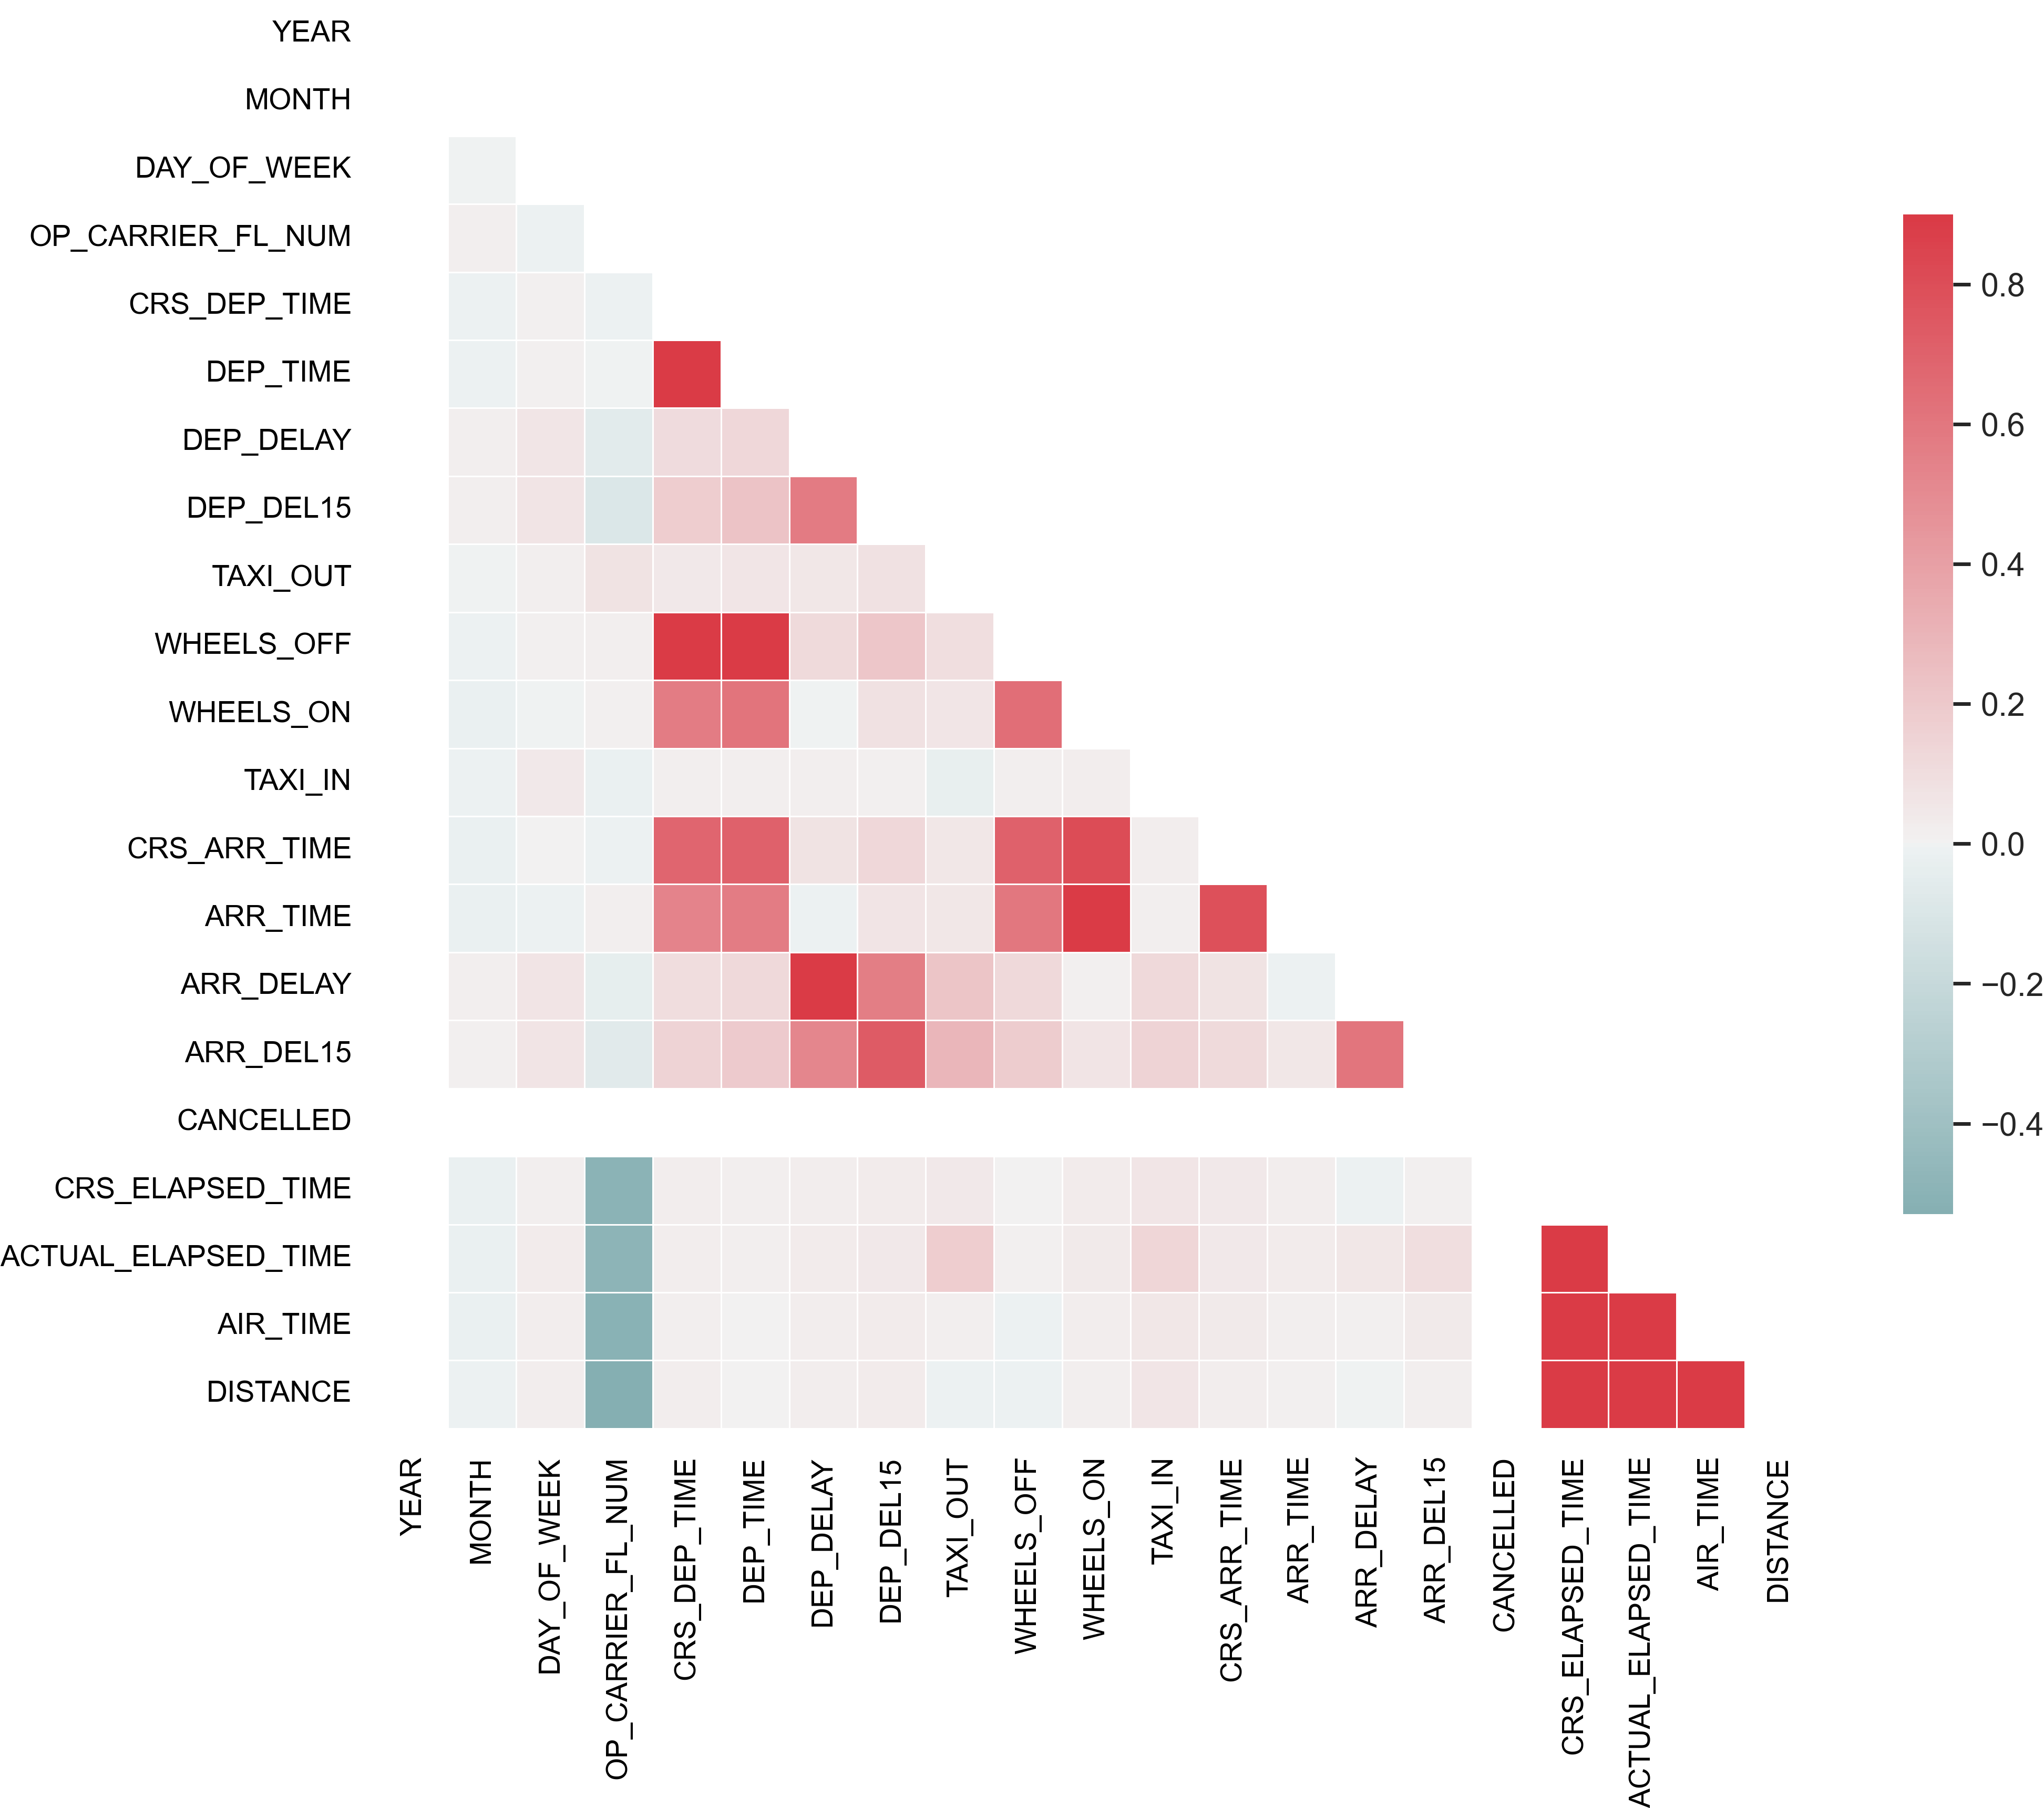 YEAR
MONTH
DAY_OF_WEEK
OP_CARRIER_FL_NUM
CRS_DEP_TIME
DEP_TIME
DEP_DELAY
DEP_DEL15
TAXI_OUT
WHEELS_OFF
WHEELS_ON
TAXI_IN
CRS_ARR_TIME
ARR_TIME
ARR_DELAY
ARR_DEL15
CANCELLED
CRS_ELAPSED_TIME
ACTUAL_ELAPSED_TIME
AIR_TIME
DISTANCE
YEAR
MONTH
DAY_OF_WEEK
OP_CARRIER_FL_NUM
CRS_DEP_TIME
DEP_TIME
DEP_DELAY
DEP_DEL15
TAXI_OUT
WHEELS_OFF
WHEELS_ON
TAXI_IN
CRS_ARR_TIME
ARR_TIME
ARR_DELAY
ARR_DEL15
CANCELLED
CRS_ELAPSED_TIME
ACTUAL_ELAPSED_TIME
AIR_TIME
DISTANCE
0.8
0.6
0.4
0.2
0.0
−0.2
−0.4